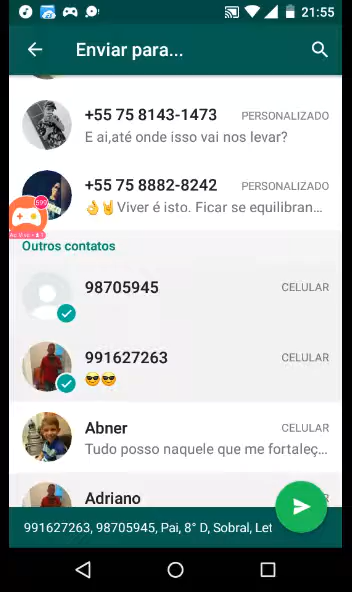 21:55
Enviar para...
+55 75 8143-1473 PERSONALIZADO
E ai,até onde isso vai nos levar?
+55 75 8882-8242 PERSONALIZADO
👌🤘Viver é isto. Ficar se equilibran...
599
Outros contatos
98705945 CELULAR
991627263 CELULAR
😎😎
Abner CELULAR
Tudo posso naquele que me fortaleç...
Adriano
991627263, 98705945, Pai, 8° D, Sobral, Let